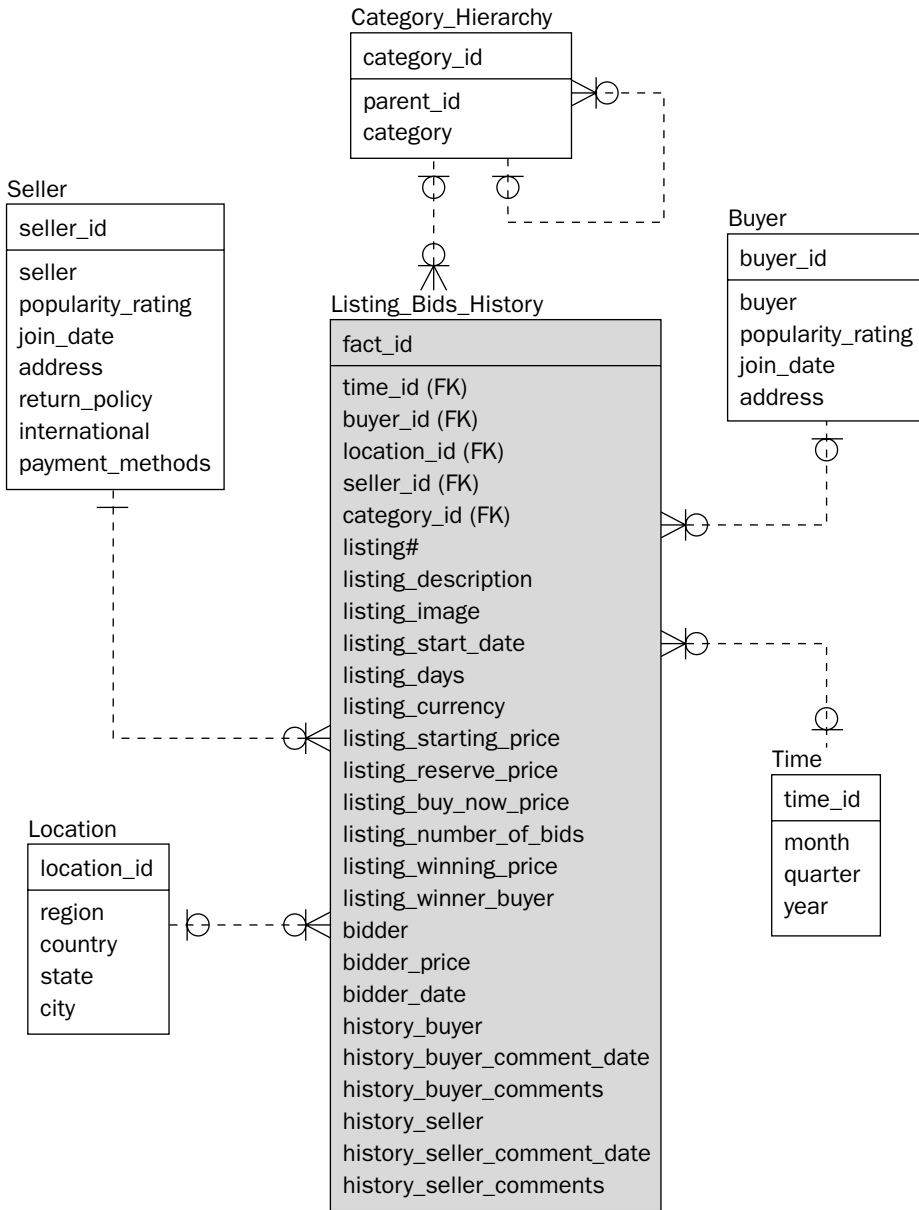 Category_Hierarchy
category_id
parent_id
category
Seller
seller_id
seller
popularity_rating
join_date
address
return_policy
international
payment_methods
Buyer
buyer_id
buyer
popularity_rating
join_date
address
Listing_Bids_History
fact_id
time_id (FK)
buyer_id (FK)
location_id (FK)
seller_id (FK)
category_id (FK)
listing#
listing_description
listing_image
listing_start_date
listing_days
listing_currency
listing_starting_price
listing_reserve_price
listing_buy_now_price
listing_number_of_bids
listing_winning_price
listing_winner_buyer
bidder
bidder_price
bidder_date
history_buyer
history_buyer_comment_date
history_buyer_comments
history_seller
history_seller_comment_date
history_seller_comments
Location
location_id
region
country
state
city
Time
time_id
month
quarter
year